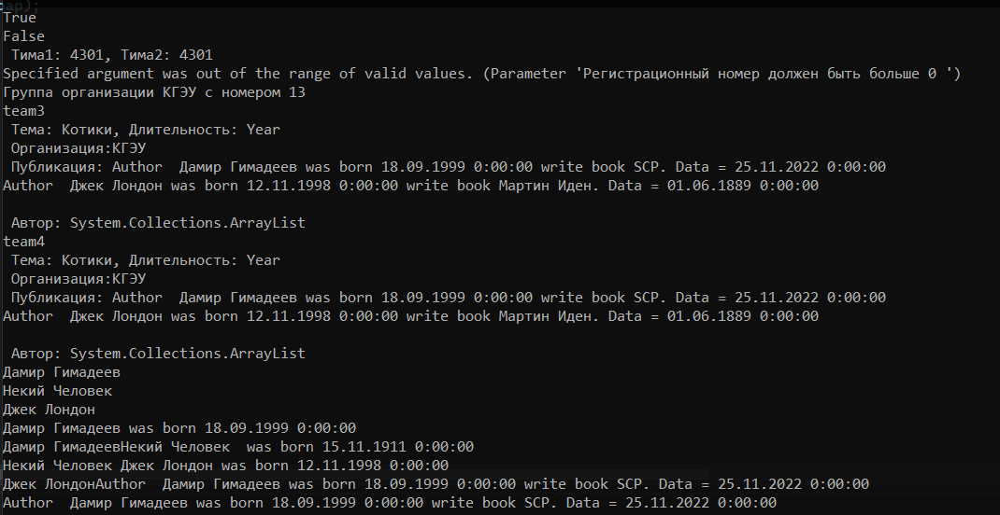 True
False
 Тима1: 4301, Тима2: 4301
Specified argument was out of the range of valid values. (Parameter 'Регистрационный номер должен быть больше 0 ')
Группа организации КГЭУ с номером 13
team3
 Тема: Котики, Длительность: Year
 Организация:КГЭУ
 Публикация: Author  Дамир Гимадеев was born 18.09.1999 0:00:00 write book SCP. Data = 25.11.2022 0:00:00
Author  Джек Лондон was born 12.11.1998 0:00:00 write book Мартин Иден. Data = 01.06.1889 0:00:00

 Автор: System.Collections.ArrayList
team4
 Тема: Котики, Длительность: Year
 Организация:КГЭУ
 Публикация: Author  Дамир Гимадеев was born 18.09.1999 0:00:00 write book SCP. Data = 25.11.2022 0:00:00
Author  Джек Лондон was born 12.11.1998 0:00:00 write book Мартин Иден. Data = 01.06.1889 0:00:00

 Автор: System.Collections.ArrayList
Дамир Гимадеев
Некий Человек
Джек Лондон
Дамир Гимадеев was born 18.09.1999 0:00:00
Дамир ГимадеевНекий Человек  was born 15.11.1911 0:00:00
Некий Человек Джек Лондон was born 12.11.1998 0:00:00
Джек ЛондонAuthor  Дамир Гимадеев was born 18.09.1999 0:00:00 write book SCP. Data = 25.11.2022 0:00:00
Author  Дамир Гимадеев was born 18.09.1999 0:00:00 write book SCP. Data = 25.11.2022 0:00:00